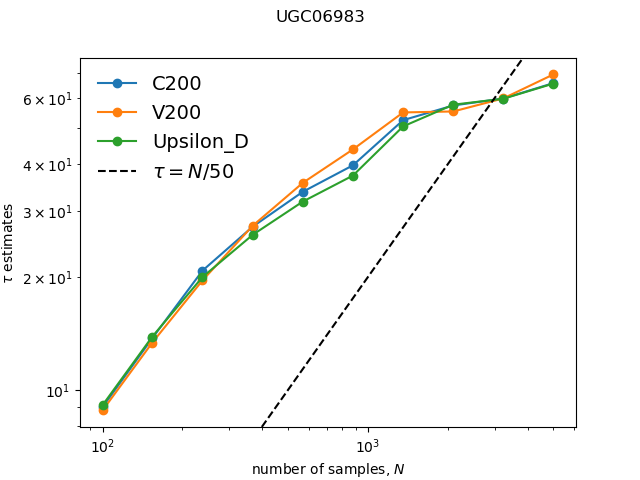 UGC06983
C200
V200
Upsilon_D
τ = N/50
6 × 10¹
4 × 10¹
3 × 10¹
2 × 10¹
10¹
τ estimates
10² 10³
number of samples, N